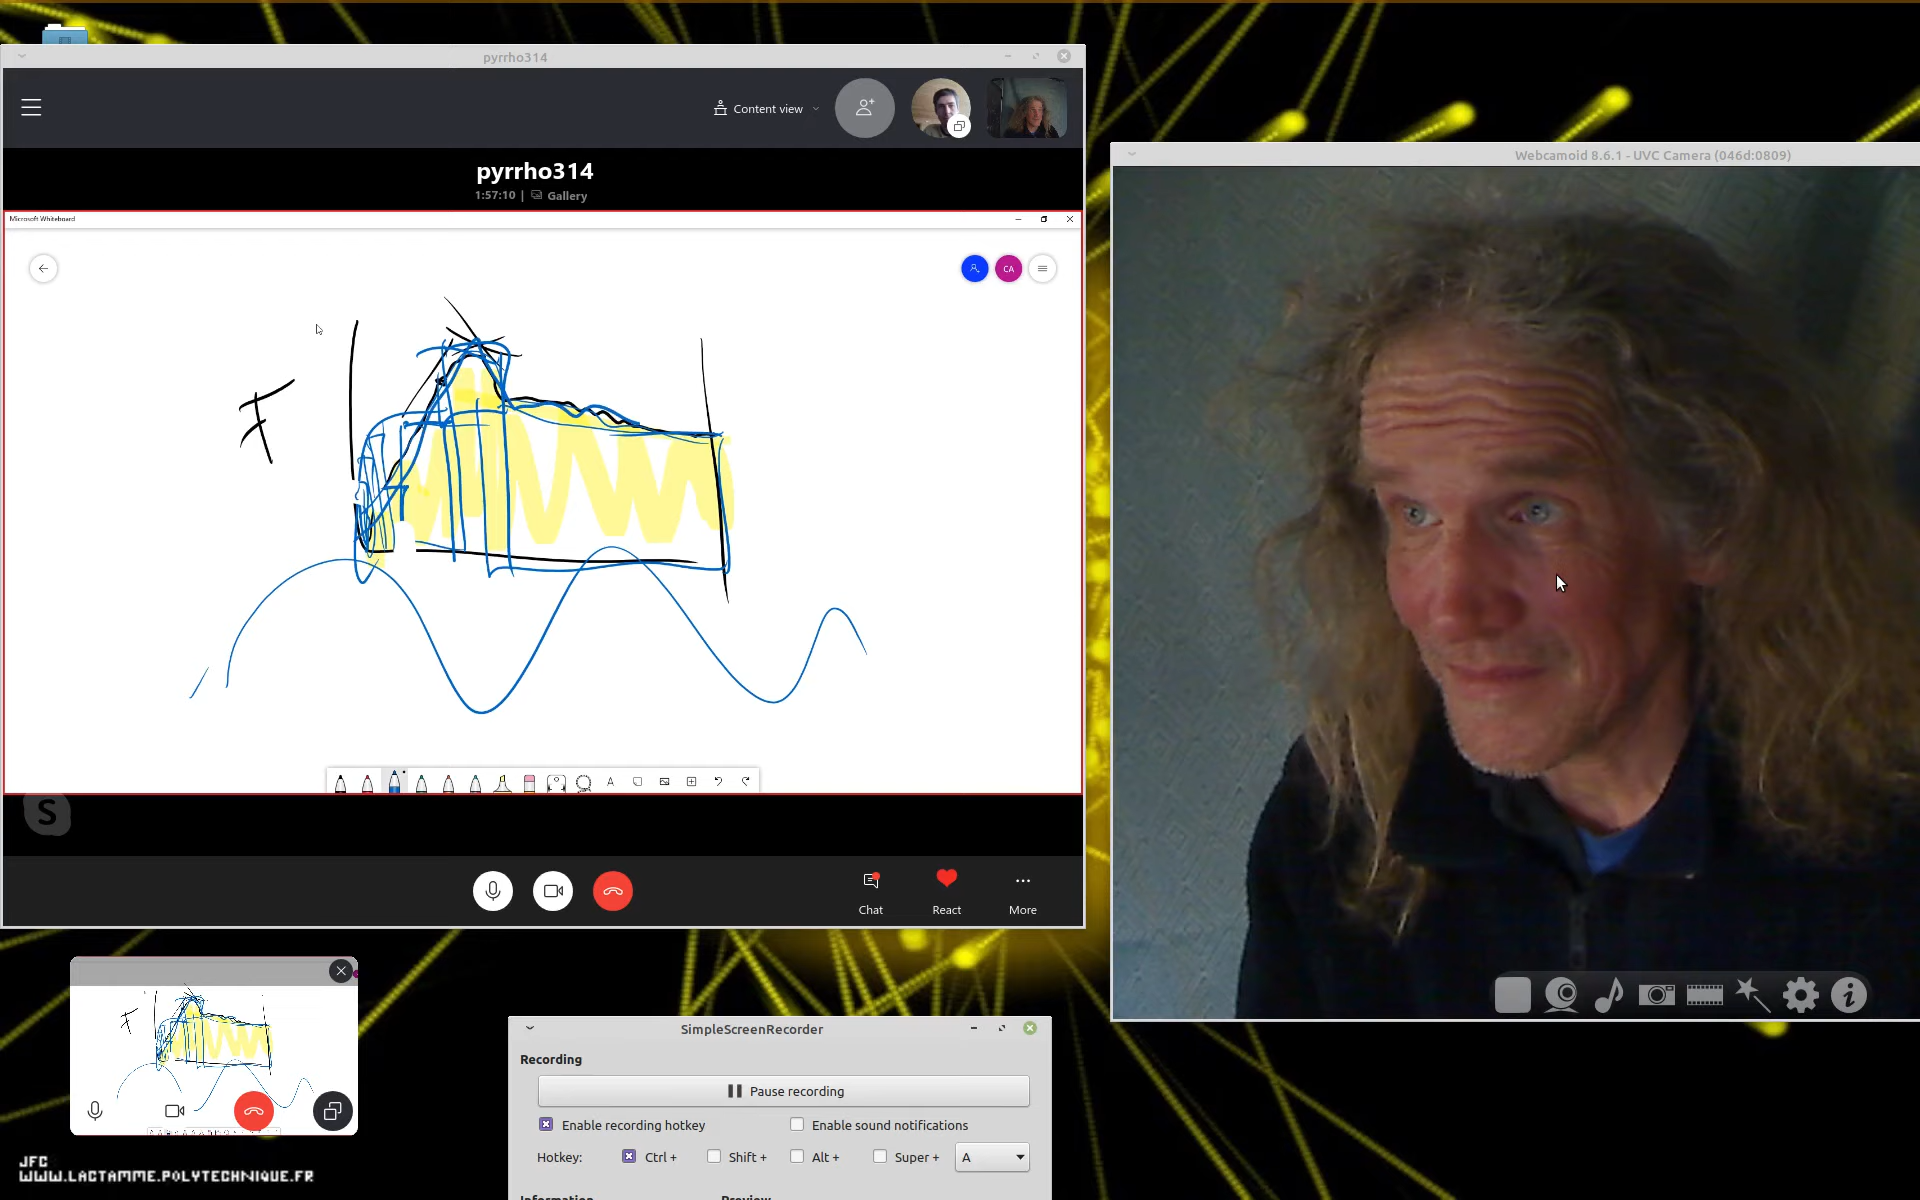 pyrrho314
Content view
pyrrho314
1:57:10 | Gallery
Microsoft Whiteboard
CA
F
A
S
Chat
React
More
Webcamoid 8.6.1 - UVC Camera (046d:0809)
F
SimpleScreenRecorder
Recording
Pause recording
Enable recording hotkey
Enable sound notifications
Hotkey:
Ctrl +
Shift +
Alt +
Super +
A
Information
Preview
JFC
WWW.LACTAMME.POLYTECHNIQUE.FR